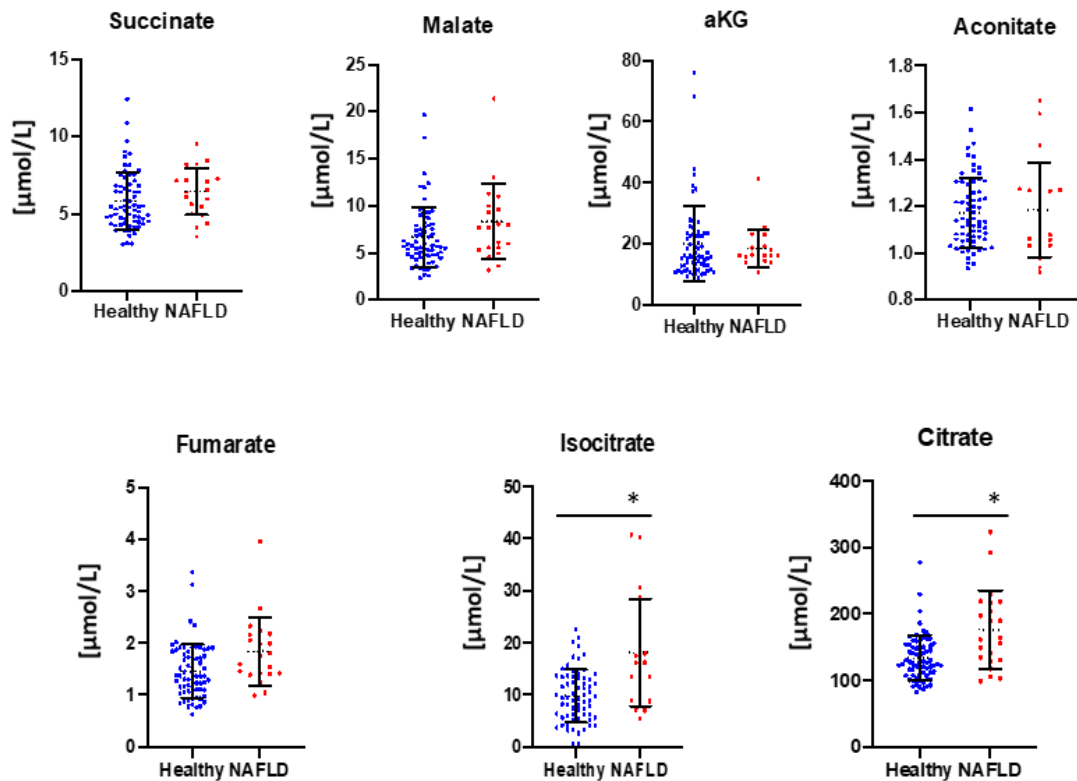 Succinate
[µmol/L]
15
10
5
0
Healthy NAFLD
Malate
[µmol/L]
25
20
15
10
5
0
Healthy NAFLD
aKG
[µmol/L]
80
60
40
20
0
Healthy NAFLD
Aconitate
[µmol/L]
1.8
1.6
1.4
1.2
1.0
0.8
Healthy NAFLD
Fumarate
[µmol/L]
5
4
3
2
1
0
Healthy NAFLD
Isocitrate
[µmol/L]
50
40
30
20
10
0
*
Healthy NAFLD
Citrate
[µmol/L]
400
300
200
100
0
*
Healthy NAFLD